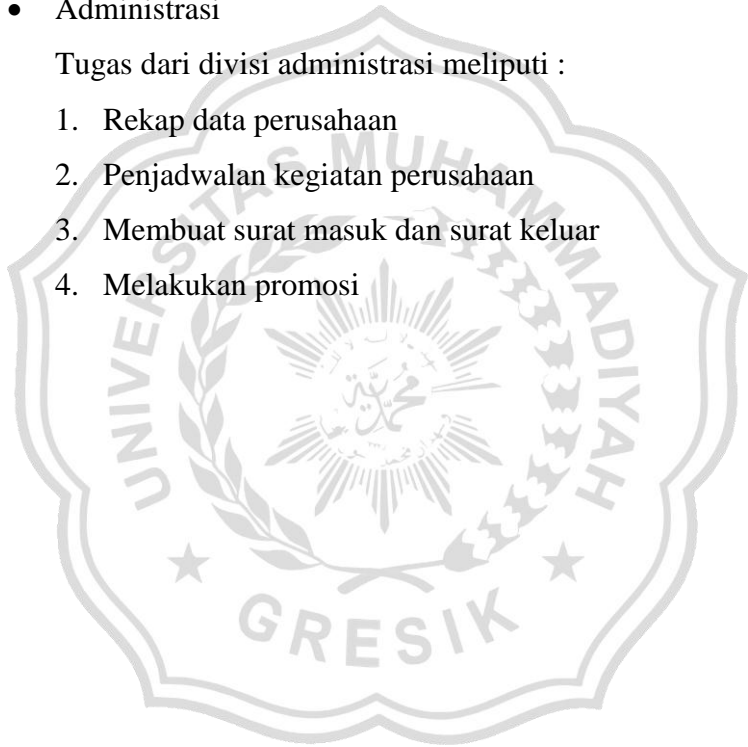 • Administrasi
Tugas dari divisi administrasi meliputi :
1. Rekap data perusahaan
2. Penjadwalan kegiatan perusahaan
3. Membuat surat masuk dan surat keluar
4. Melakukan promosi
UNIVERSITAS MUHAMMADIYAH
محمدية
GRESIK